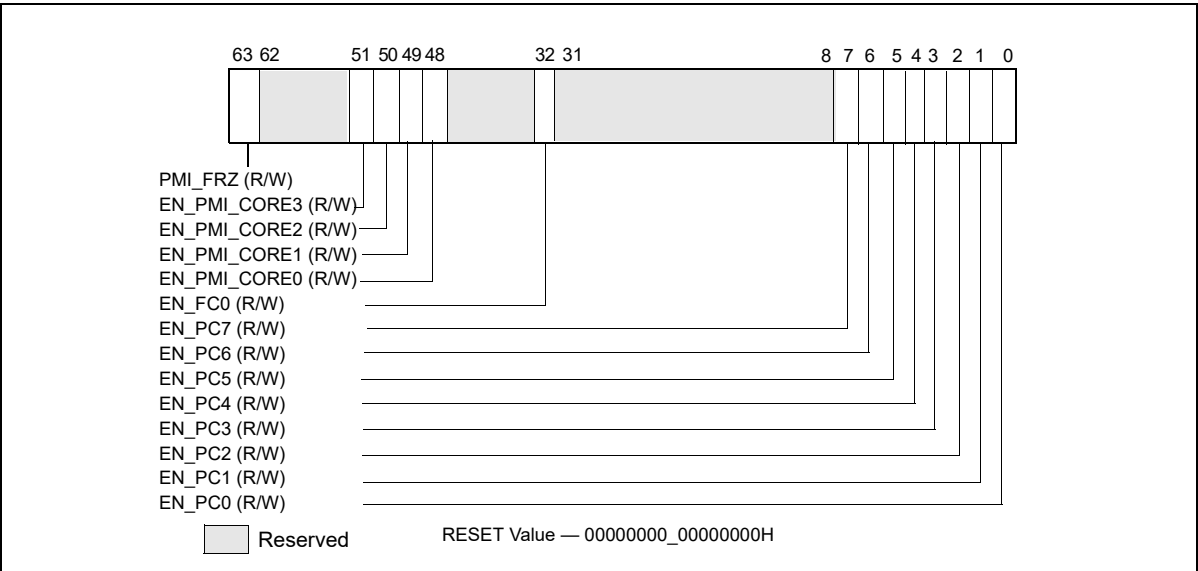 63 62 51 50 49 48 32 31 8 7 6 5 4 3 2 1 0
PMI_FRZ (R/W)
EN_PMI_CORE3 (R/W)
EN_PMI_CORE2 (R/W)
EN_PMI_CORE1 (R/W)
EN_PMI_CORE0 (R/W)
EN_FC0 (R/W)
EN_PC7 (R/W)
EN_PC6 (R/W)
EN_PC5 (R/W)
EN_PC4 (R/W)
EN_PC3 (R/W)
EN_PC2 (R/W)
EN_PC1 (R/W)
EN_PC0 (R/W)
Reserved RESET Value — 00000000_00000000H